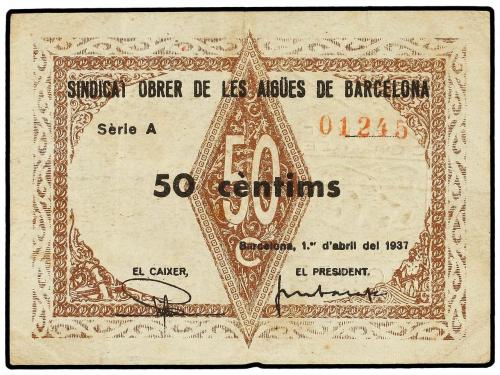 SINDICAT OBRER DE LES AIGÜES DE BARCELONA
Sèrie A
01245
50
50 cèntims
Barcelona, 1.er d'abril del 1937
EL CAIXER,
EL PRESIDENT.